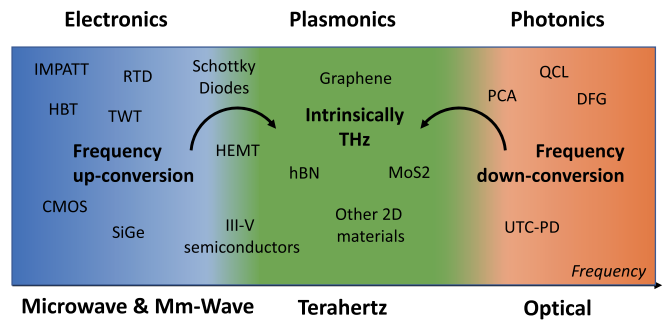 Electronics
Plasmonics
Photonics
IMPATT
RTD
Schottky
Diodes
Graphene
QCL
PCA
DFG
HBT
TWT
Intrinsically
THz
Frequency
up-conversion
HEMT
hBN
MoS2
Frequency
down-conversion
CMOS
SiGe
III-V
semiconductors
Other 2D
materials
UTC-PD
Frequency
Microwave & Mm-Wave
Terahertz
Optical